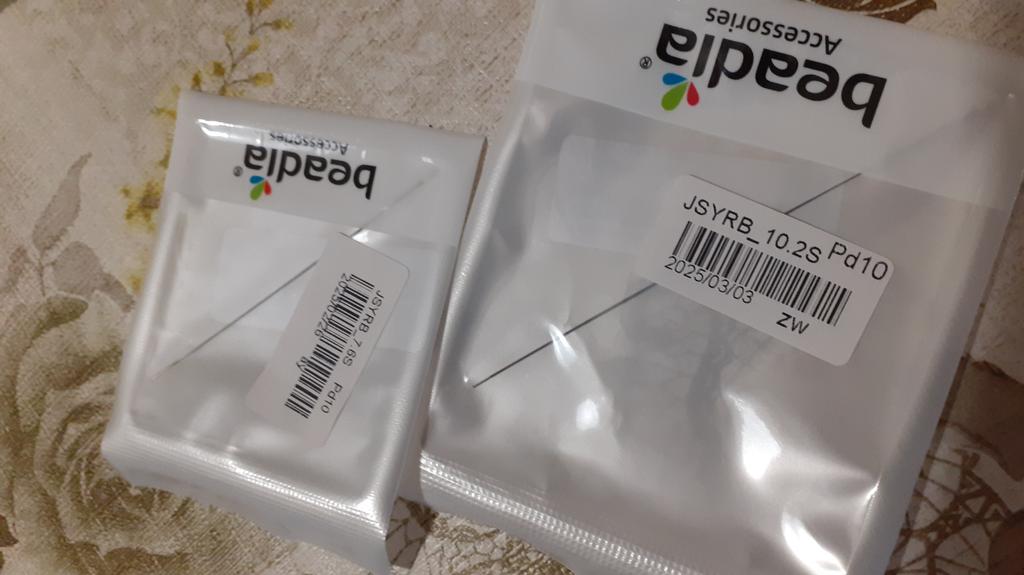 beadia®
Accessories
JSYRB_7.6S Pd10
beadia®
Accessories
JSYRB_10.2S Pd10
2025/03/03
ZW